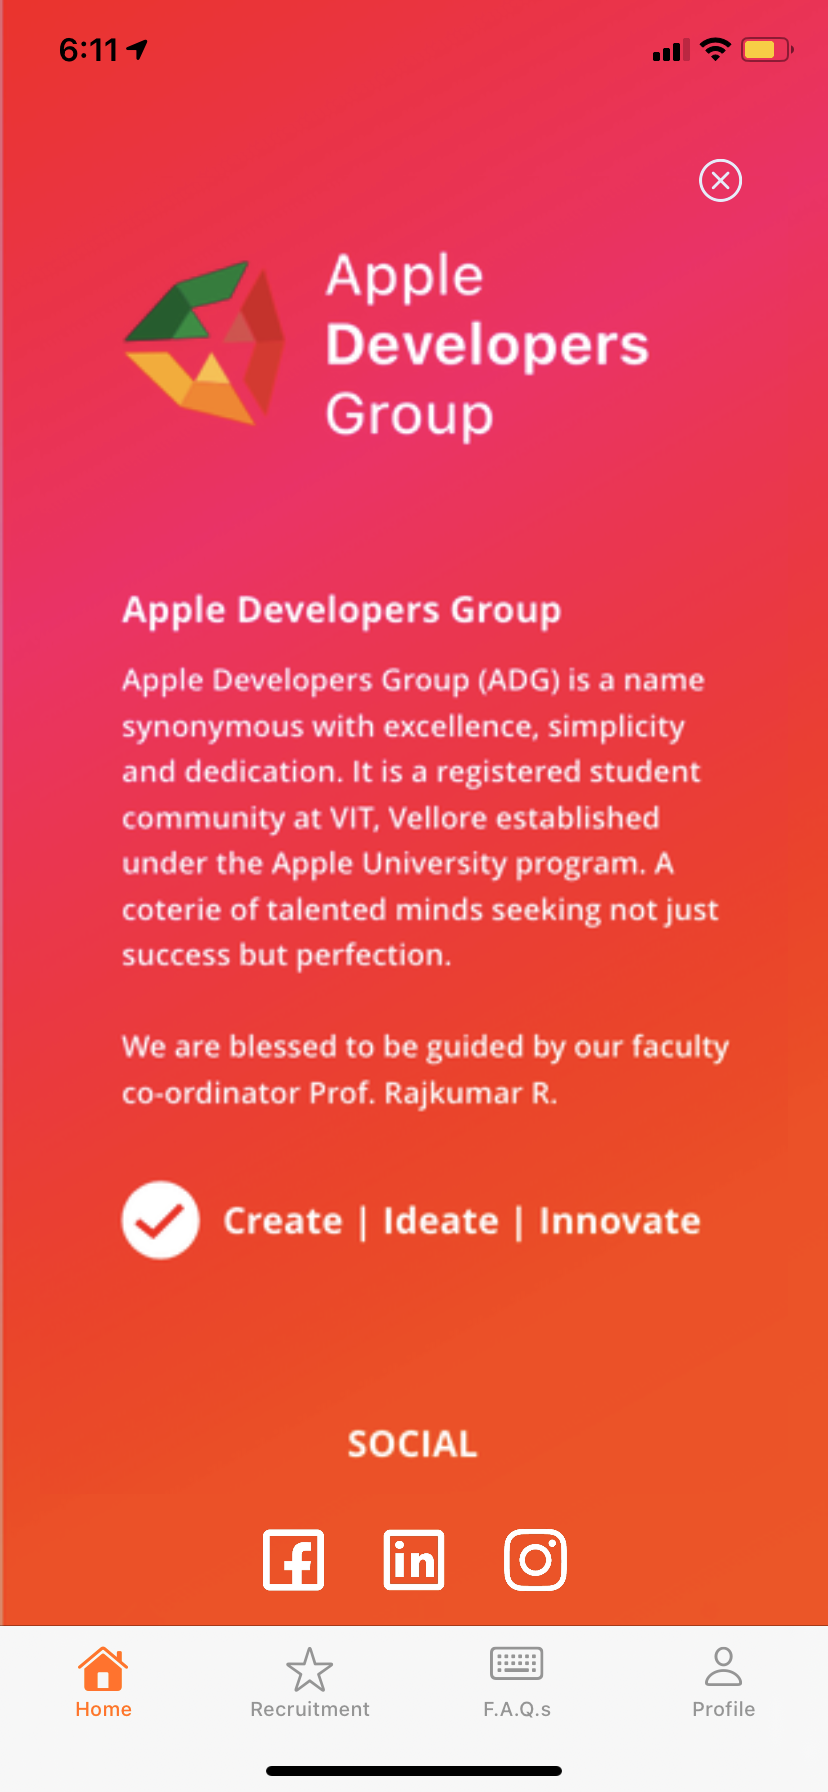 6:11
Apple
Developers
Group
Apple Developers Group
Apple Developers Group (ADG) is a name
synonymous with excellence, simplicity
and dedication. It is a registered student
community at VIT, Vellore established
under the Apple University program. A
coterie of talented minds seeking not just
success but perfection.
We are blessed to be guided by our faculty
co-ordinator Prof. Rajkumar R.
Create | Ideate | Innovate
SOCIAL
Home
Recruitment
F.A.Q.s
Profile